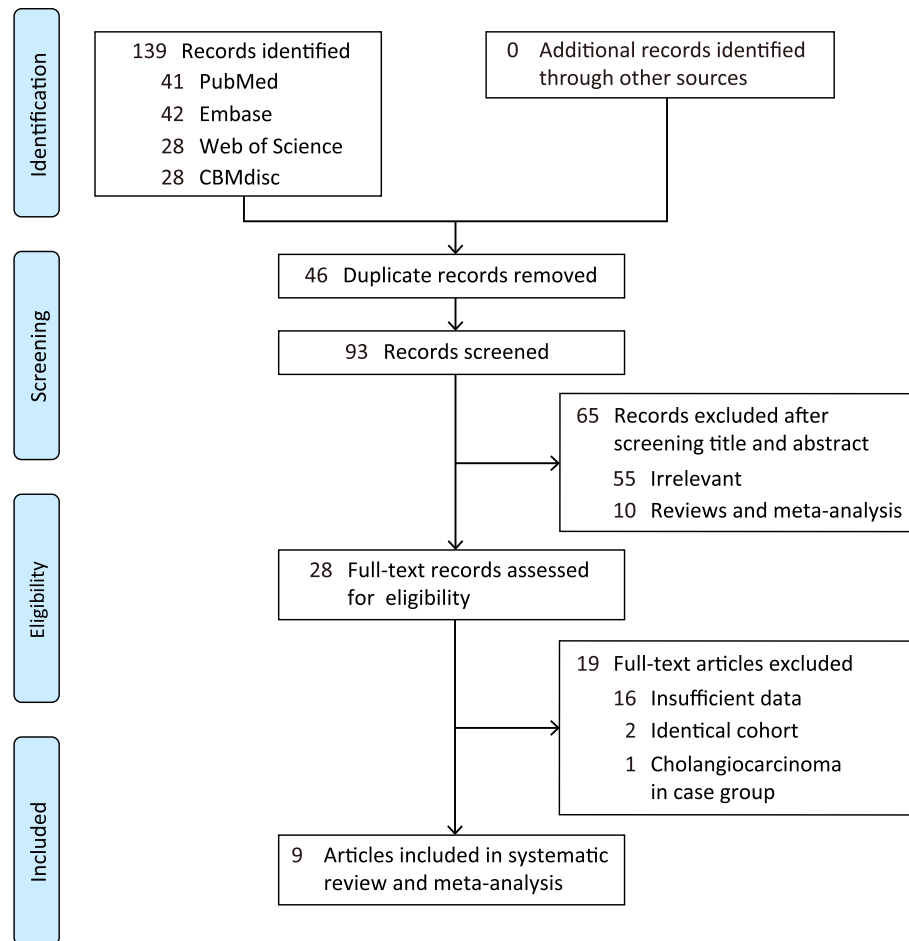 Identification
139 Records identified
41 PubMed
42 Embase
28 Web of Science
28 CBMdisc
0 Additional records identified
through other sources
Screening
46 Duplicate records removed
93 Records screened
65 Records excluded after
screening title and abstract
55 Irrelevant
10 Reviews and meta-analysis
Eligibility
28 Full-text records assessed
for eligibility
19 Full-text articles excluded
16 Insufficient data
2 Identical cohort
1 Cholangiocarcinoma
in case group
Included
9 Articles included in systematic
review and meta-analysis